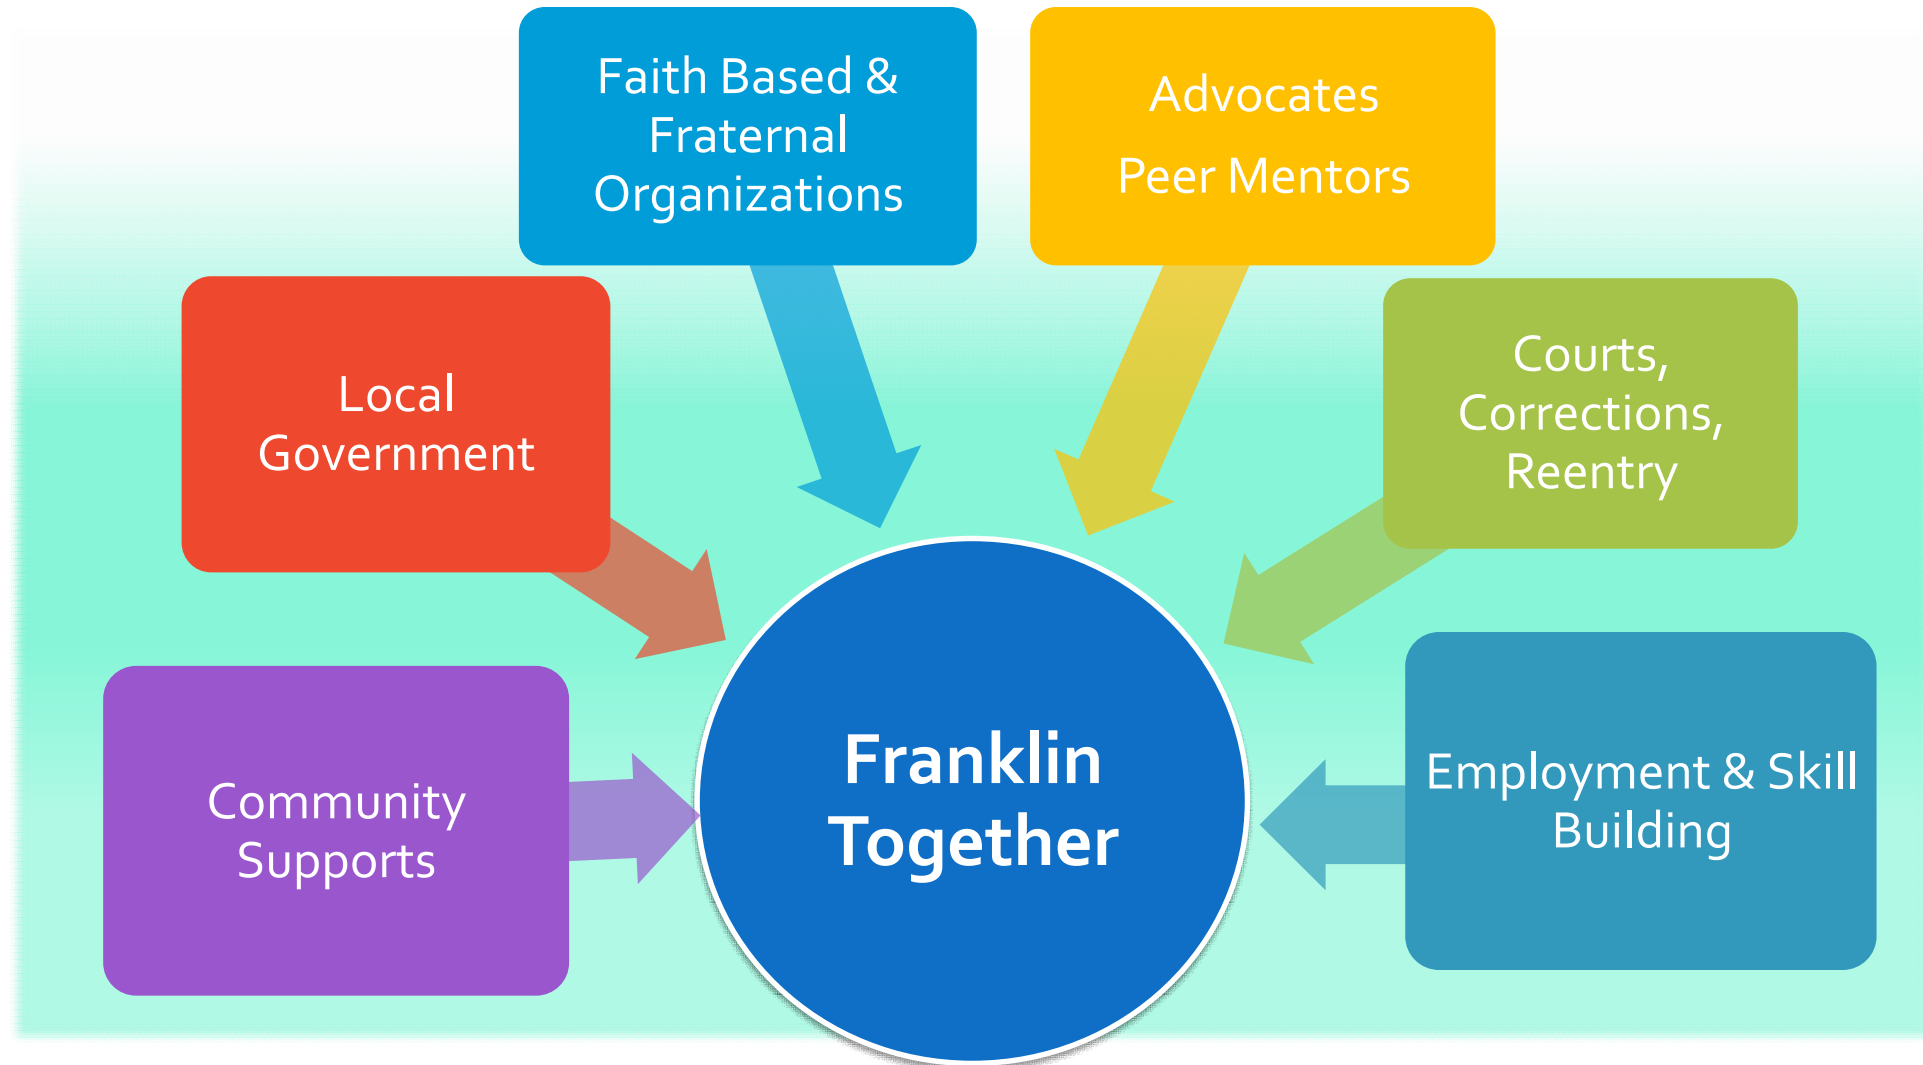 Faith Based &
Fraternal
Organizations
Advocates
Peer Mentors
Local
Government
Courts,
Corrections,
Reentry
Community
Supports
Franklin
Together
Employment & Skill
Building